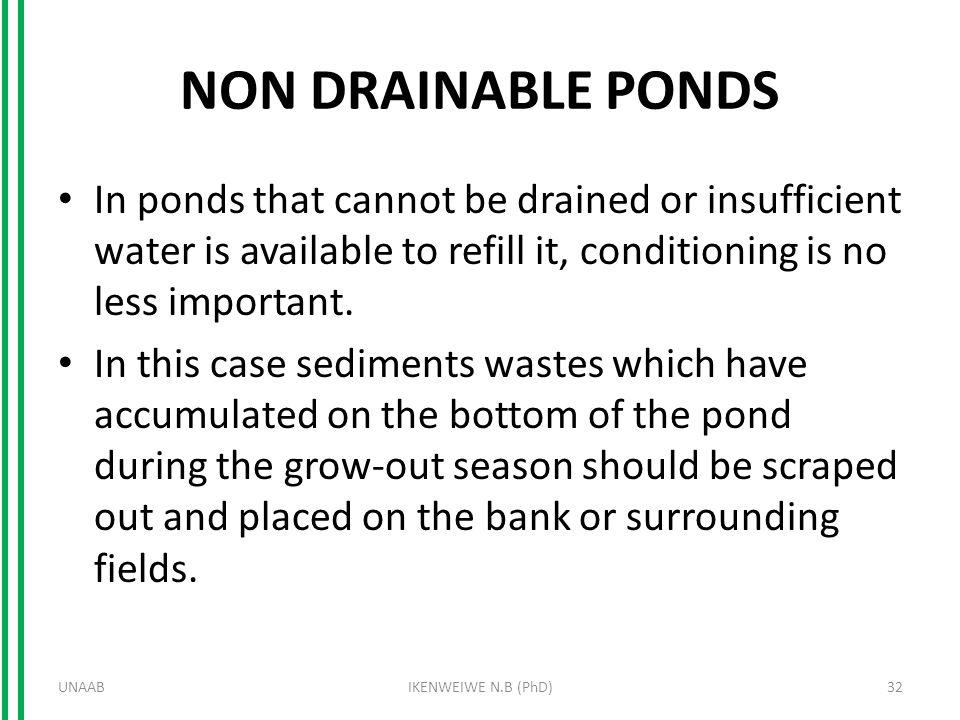 NON DRAINABLE PONDS
• In ponds that cannot be drained or insufficient
water is available to refill it, conditioning is no
less important.
• In this case sediments wastes which have
accumulated on the bottom of the pond
during the grow-out season should be scraped
out and placed on the bank or surrounding
fields.
UNAAB IKENWEIWE N.B (PhD) 32